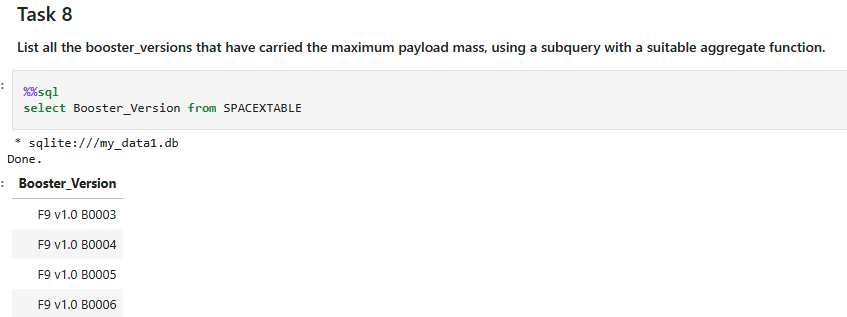 Task 8
List all the booster_versions that have carried the maximum payload mass, using a subquery with a suitable aggregate function.
:
%%sql
select Booster_Version from SPACEXTABLE
* sqlite:///my_data1.db
Done.
:
Booster_Version
F9 v1.0 B0003
F9 v1.0 B0004
F9 v1.0 B0005
F9 v1.0 B0006